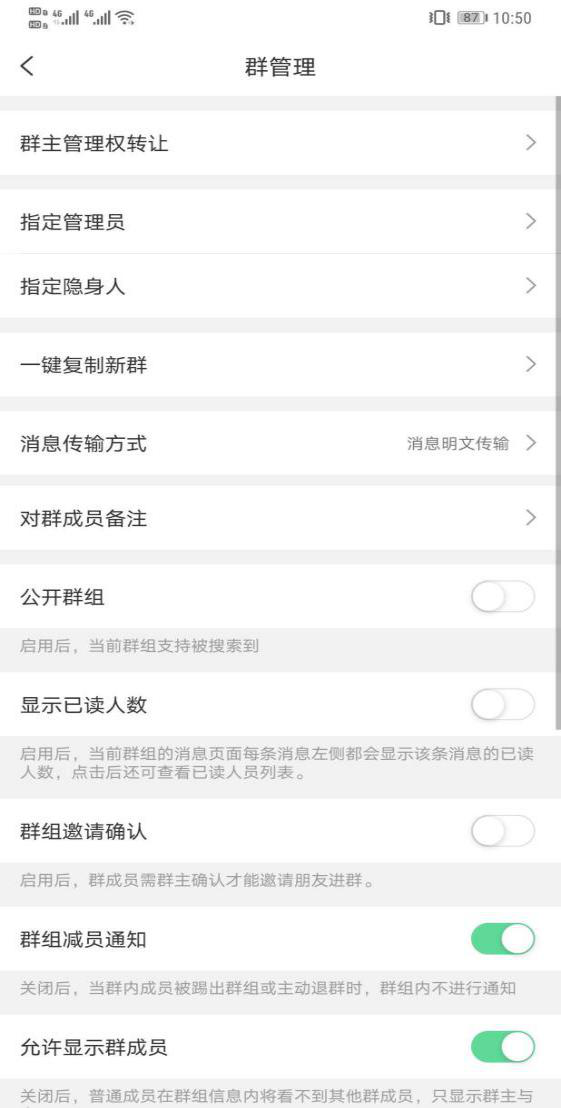 HD 4G 4G 87 10:50
HD
群管理
群主管理权转让
指定管理员
指定隐身人
一键复制新群
消息传输方式 消息明文传输
对群成员备注
公开群组
启用后，当前群组支持被搜索到
显示已读人数
启用后，当前群组的消息页面每条消息左侧都会显示该条消息的已读
人数，点击后还可查看已读人员列表。
群组邀请确认
启用后，群成员需群主确认才能邀请朋友进群。
群组减员通知
关闭后，当群内成员被踢出群组或主动退群时，群组内不进行通知
允许显示群成员
关闭后，普通成员在群组信息内将看不到其他群成员，只显示群主与